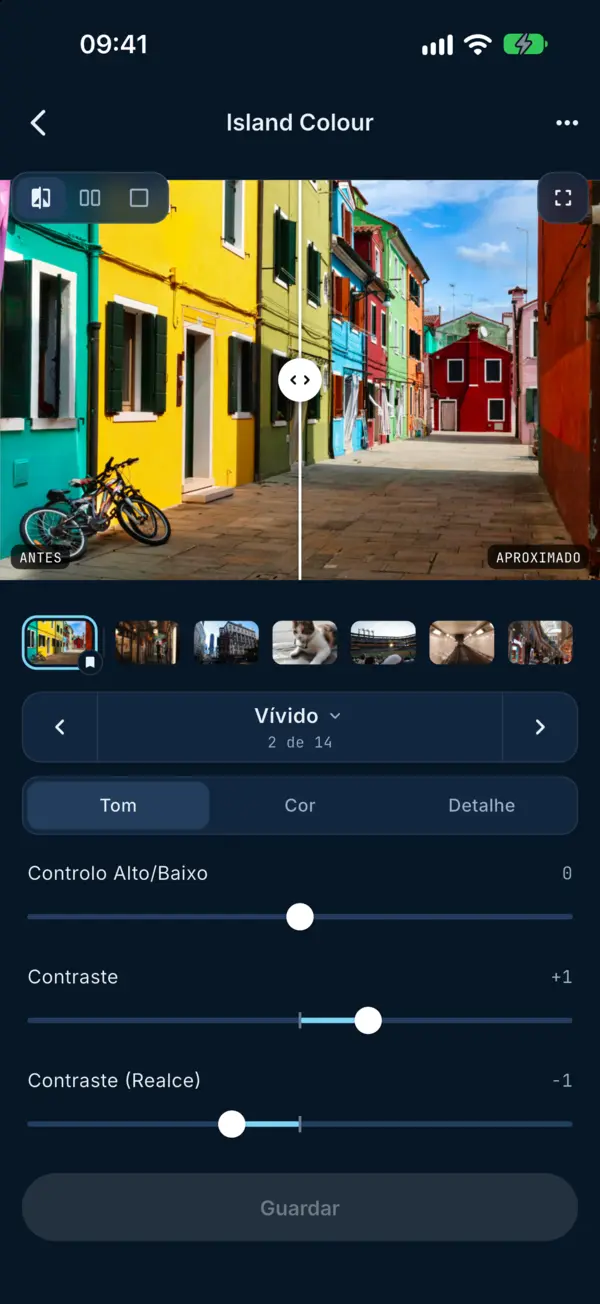 09:41
Island Colour
ANTES
APROXIMADO
Vívido
2 de 14
Tom
Cor
Detalhe
Controlo Alto/Baixo
0
Contraste
+1
Contraste (Realce)
-1
Guardar